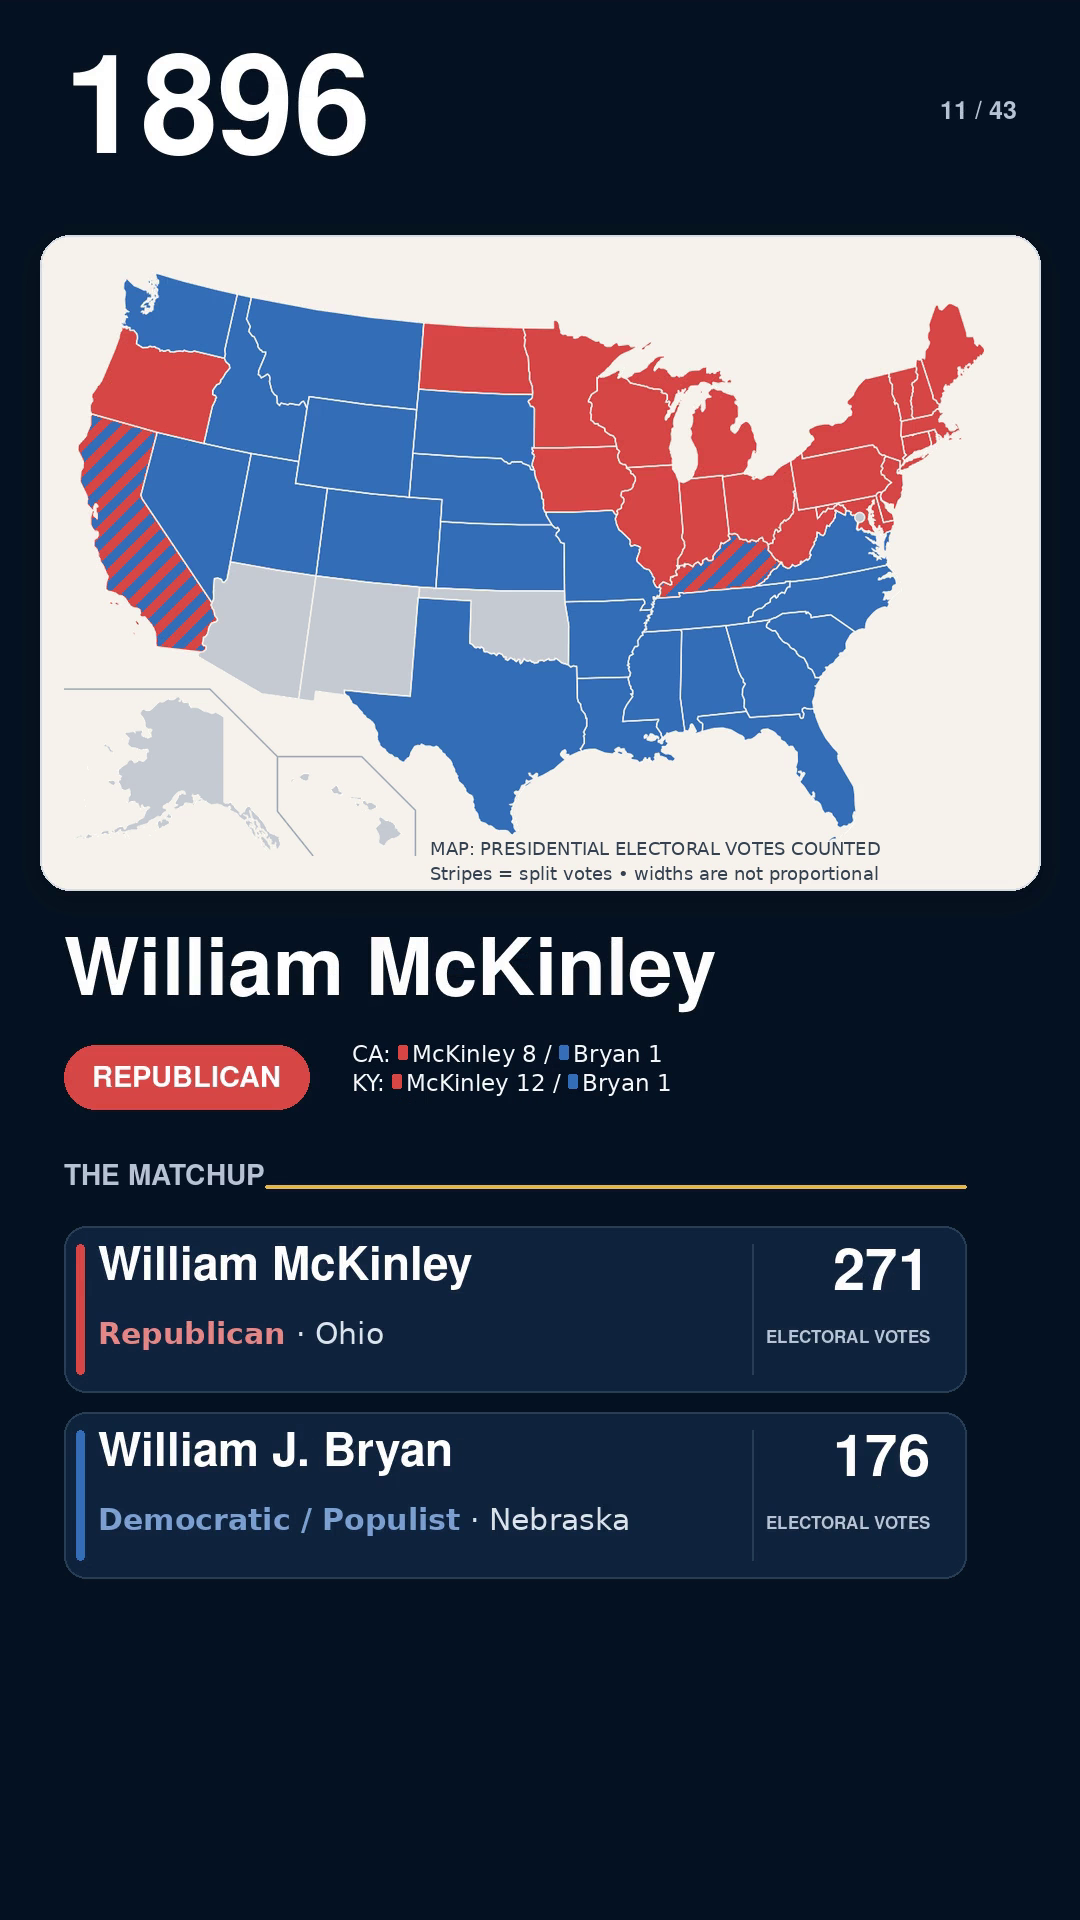 1896
11 / 43
MAP: PRESIDENTIAL ELECTORAL VOTES COUNTED
Stripes = split votes • widths are not proportional
William McKinley
REPUBLICAN
CA: McKinley 8 / Bryan 1
KY: McKinley 12 / Bryan 1
THE MATCHUP
William McKinley
271
Republican · Ohio
ELECTORAL VOTES
William J. Bryan
176
Democratic / Populist · Nebraska
ELECTORAL VOTES